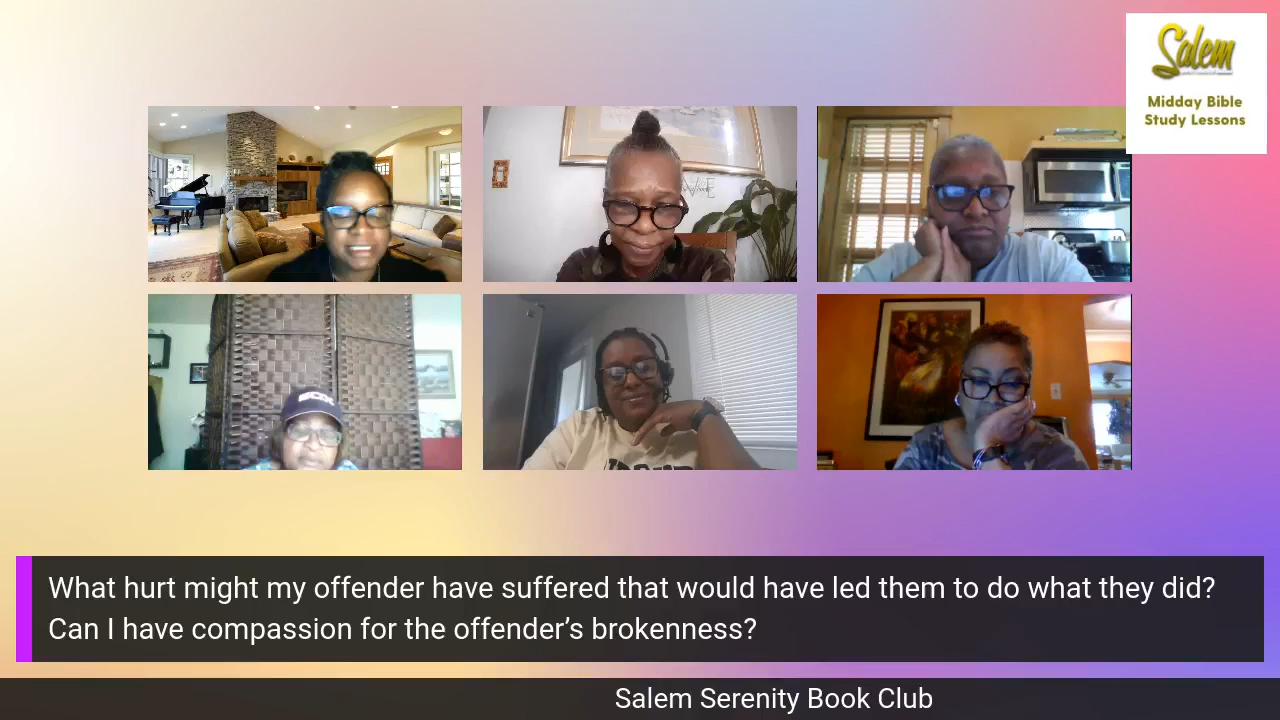 Salem
Midday Bible
Study Lessons
SOX
What hurt might my offender have suffered that would have led them to do what they did?
Can I have compassion for the offender’s brokenness?
Salem Serenity Book Club